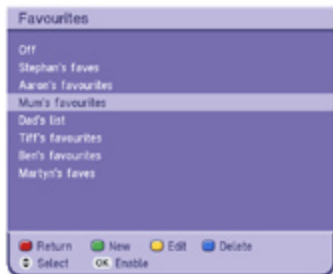 Favourites
Off
Stephan's faves
Aaron's favourites
Mum's favourites
Dad's list
Tiff's favourites
Ben's favourites
Martyn's faves
Return New Edit Delete
Select OK Enable